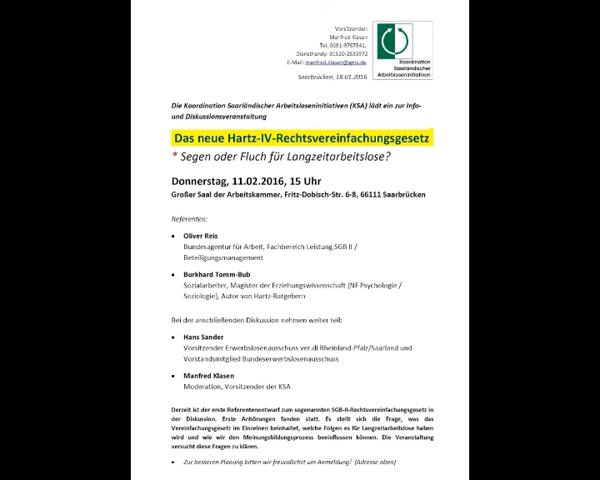 Vorsitzender:
Manfred Klasen
Tel. 0681-9767841,
Diensthandy: 01520-2533972
E-Mail: manfred.klasen@gmx.de
Saarbrücken, 18.01.2016
Koordination
Saarländischer
Arbeitsloseninitiativen
Die Koordination Saarländischer Arbeitsloseninitiativen (KSA) lädt ein zur Info-
und Diskussionsveranstaltung
Das neue Hartz-IV-Rechtsvereinfachungsgesetz
* Segen oder Fluch für Langzeitarbeitslose?
Donnerstag, 11.02.2016, 15 Uhr
Großer Saal der Arbeitskammer, Fritz-Dobisch-Str. 6-8, 66111 Saarbrücken
Referenten:
• Oliver Reis
Bundesagentur für Arbeit, Fachbereich Leistung SGB II /
Beteiligungsmanagement
• Burkhard Tomm-Bub
Sozialarbeiter, Magister der Erziehungswissenschaft (NF Psychologie /
Soziologie), Autor von Hartz-Ratgebern
Bei der anschließenden Diskussion nehmen weiter teil:
• Hans Sander
Vorsitzender Erwerbslosenausschuss ver.di Rheinland-Pfalz/Saarland und
Vorstandsmitglied Bundeserwerbslosenausschuss
• Manfred Klasen
Moderation, Vorsitzender der KSA
Derzeit ist der erste Referentenentwurf zum sogenannten SGB-II-Rechtsvereinfachungsgesetz in
der Diskussion. Erste Anhörungen fanden statt. Es stellt sich die Frage, was das
Vereinfachungsgesetz im Einzelnen beinhaltet, welche Folgen es für Langzeitarbeitslose haben
wird und wie wir den Meinungsbildungsprozess beeinflussen können. Die Veranstaltung
versucht diese Fragen zu klären.
• Zur besseren Planung bitten wir freundlichst um Anmeldung! (Adresse oben)